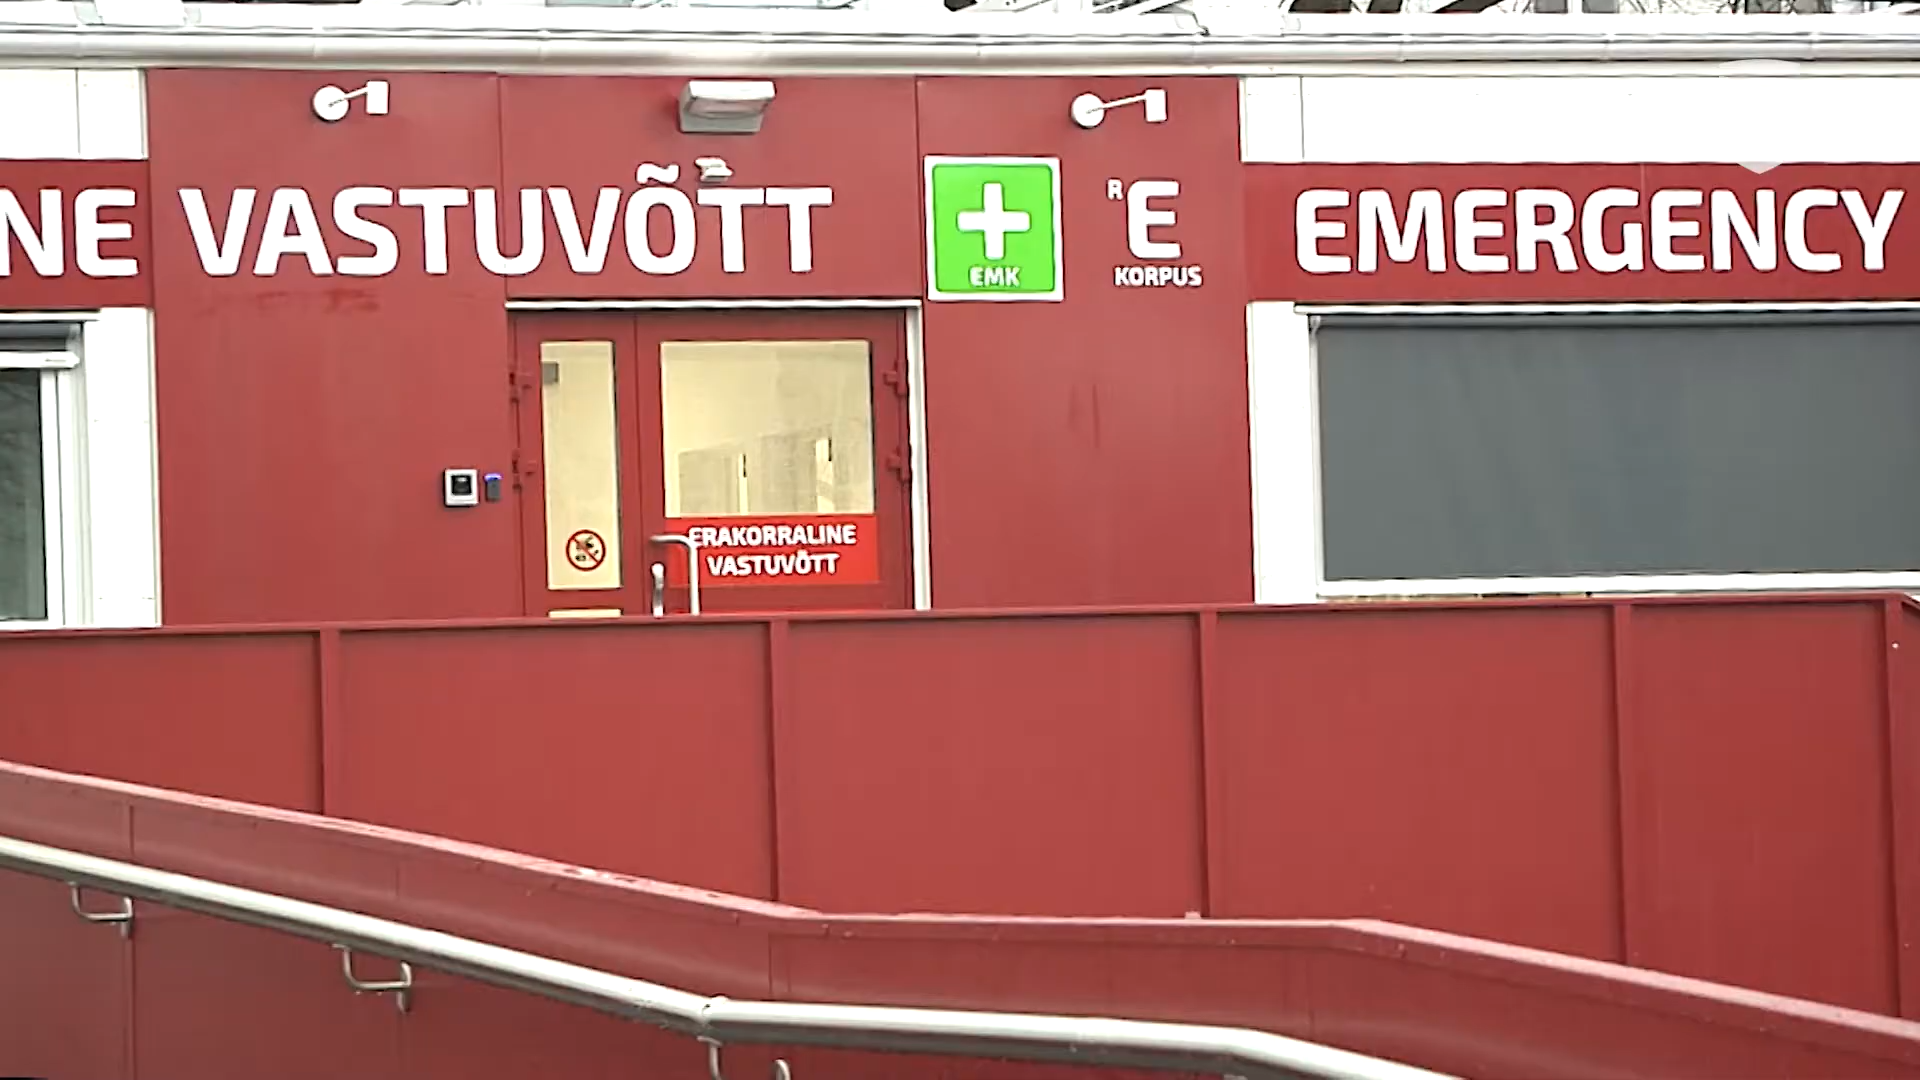 NE VASTUVÕTT
EMK
R E
KORPUS
EMERGENCY
ERAKORRALINE
VASTUVÕTT